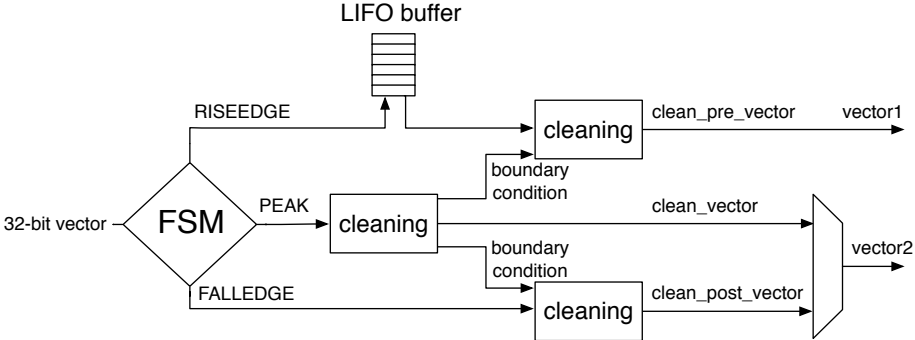 LIFO buffer
RISEEDGE
cleaning
clean_pre_vector
vector1
boundary
condition
32-bit vector
FSM
PEAK
cleaning
clean_vector
boundary
condition
vector2
FALLEDGE
cleaning
clean_post_vector